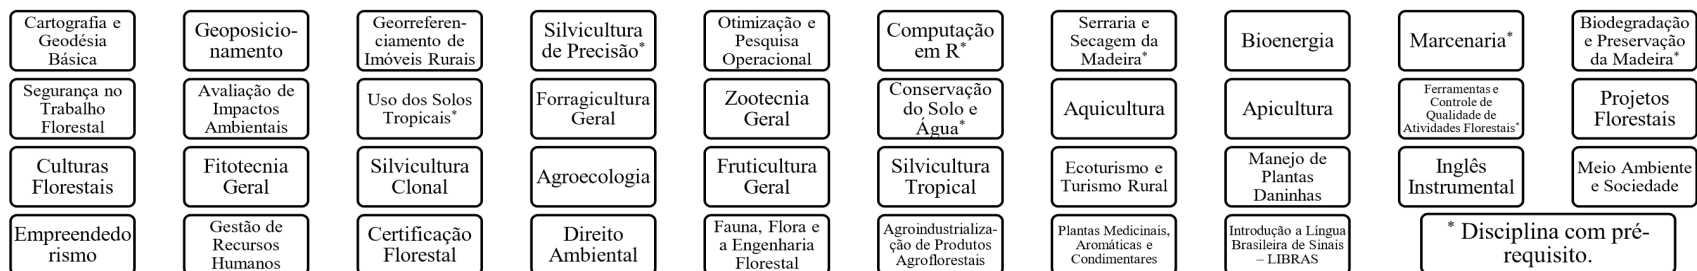 Cartografia e
Geodésia
Básica
Geoposicio-
namento
Georreferen-
ciamento de
Imóveis Rurais
Silvicultura
de Precisão*
Otimização e
Pesquisa
Operacional
Computação
em R*
Serraria e
Secagem da
Madeira*
Bioenergia
Marcenaria*
Biodegradação
e Preservação
da Madeira*
Segurança no
Trabalho
Florestal
Avaliação de
Impactos
Ambientais
Uso dos Solos
Tropicais*
Forragicultura
Geral
Zootecnia
Geral
Conservação
do Solo e
Água*
Aquicultura
Apicultura
Ferramentas e
Controle de
Qualidade de
Atividades Florestais*
Projetos
Florestais
Culturas
Florestais
Fitotecnia
Geral
Silvicultura
Clonal
Agroecologia
Fruticultura
Geral
Silvicultura
Tropical
Ecoturismo e
Turismo Rural
Manejo de
Plantas
Daninhas
Inglês
Instrumental
Meio Ambiente
e Sociedade
Empreendedo
rismo
Gestão de
Recursos
Humanos
Certificação
Florestal
Direito
Ambiental
Fauna, Flora e
a Engenharia
Florestal
Agroindustrializa-
ção de Produtos
Agroflorestais
Plantas Medicinais,
Aromáticas e
Condimentares
Introdução a Língua
Brasileira de Sinais
– LIBRAS
* Disciplina com pré-
requisito.